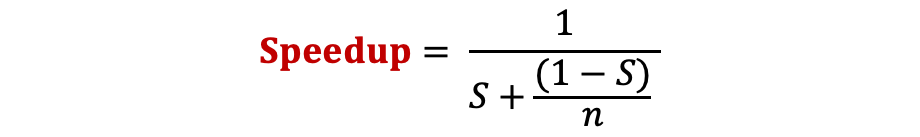 Speedup = 1 / (S + (1 − S) / n)